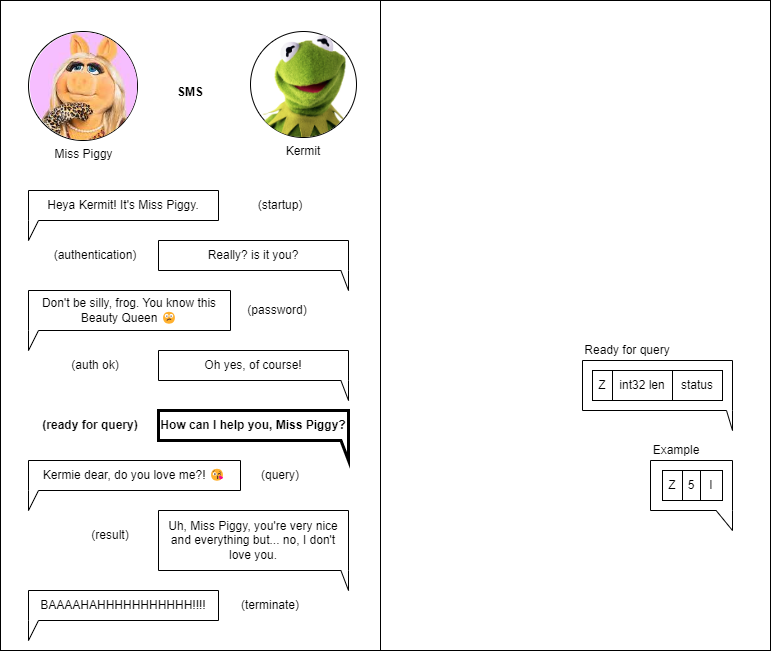 SMS
Miss Piggy
Kermit
Heya Kermit! It's Miss Piggy.
(startup)
(authentication)
Really? is it you?
Don't be silly, frog. You know this
Beauty Queen 😰
(password)
(auth ok)
Oh yes, of course!
(ready for query)
How can I help you, Miss Piggy?
Kermie dear, do you love me?! 😘
(query)
(result)
Uh, Miss Piggy, you're very nice
and everything but... no, I don't
love you.
BAAAAHAHHHHHHHHHHH!!!!
(terminate)
Ready for query
Z int32 len status
Example
Z 5 I